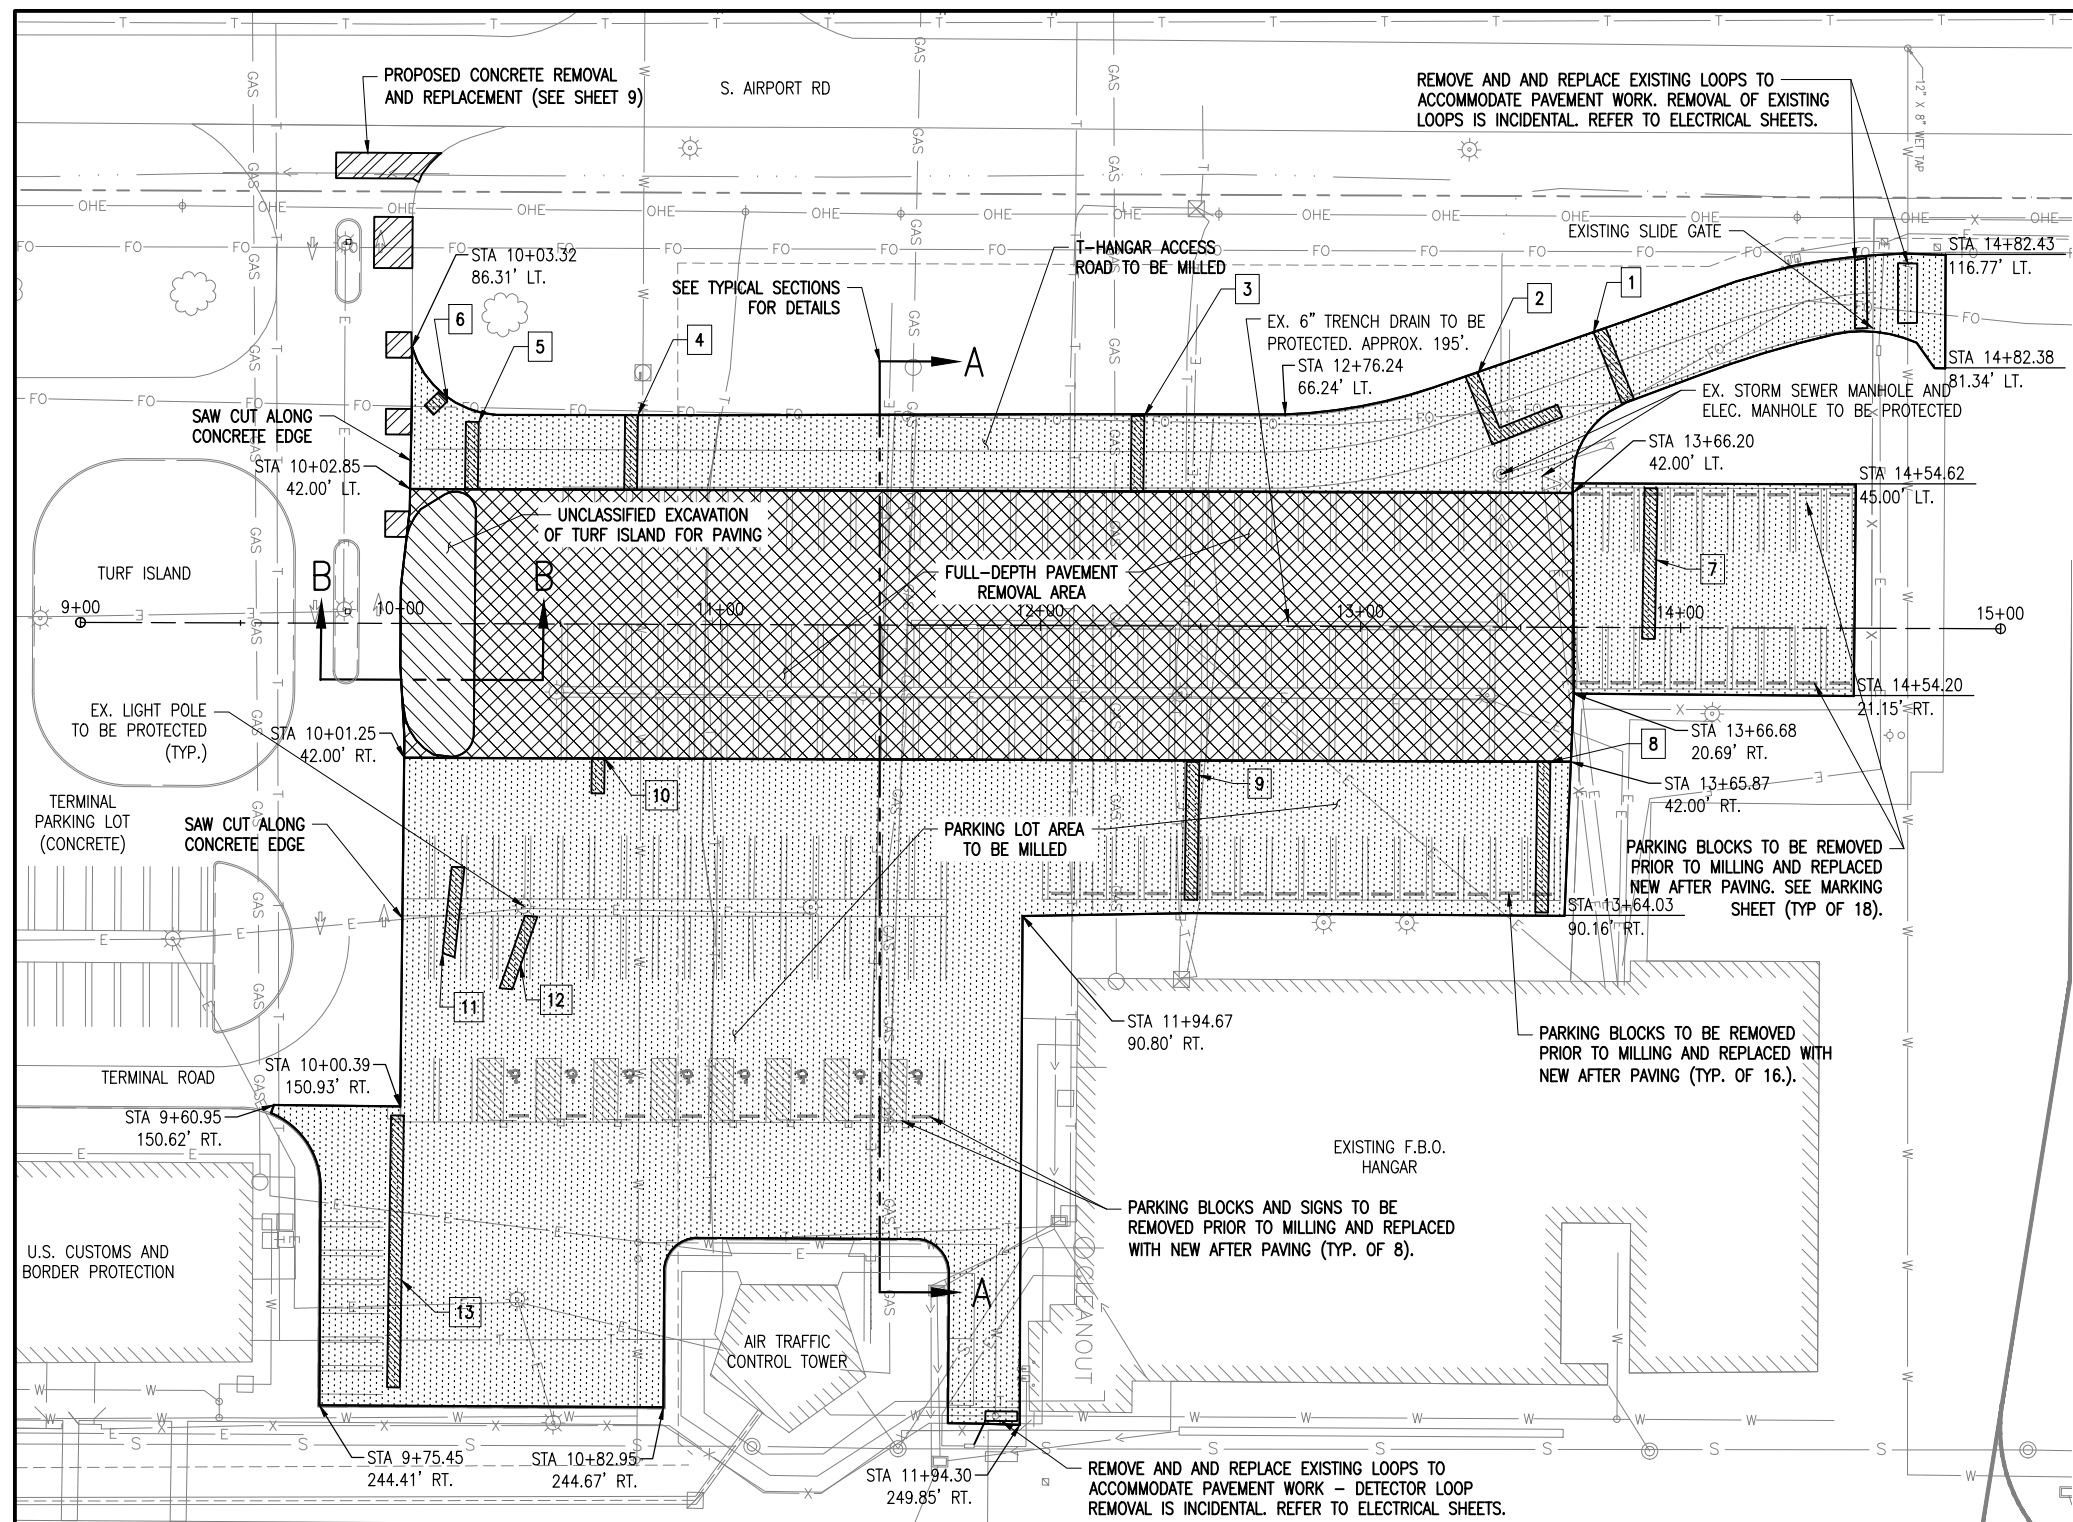 PROPOSED CONCRETE REMOVAL
AND REPLACEMENT (SEE SHEET 9)
S. AIRPORT RD
REMOVE AND AND REPLACE EXISTING LOOPS TO
ACCOMMODATE PAVEMENT WORK. REMOVAL OF EXISTING
LOOPS IS INCIDENTAL. REFER TO ELECTRICAL SHEETS.
12" X 8" WET TAP
EXISTING SLIDE GATE
STA 14+82.43
116.77' LT.
STA 10+03.32
86.31' LT.
T-HANGAR ACCESS
ROAD TO BE MILLED
SEE TYPICAL SECTIONS
FOR DETAILS
1
2
3
4
5
6
A
EX. 6" TRENCH DRAIN TO BE
PROTECTED. APPROX. 195'.
STA 12+76.24
66.24' LT.
STA 14+82.38
81.34' LT.
EX. STORM SEWER MANHOLE AND
ELEC. MANHOLE TO BE PROTECTED
SAW CUT ALONG
CONCRETE EDGE
STA 10+02.85
42.00' LT.
STA 13+66.20
42.00' LT.
STA 14+54.62
45.00' LT.
UNCLASSIFIED EXCAVATION
OF TURF ISLAND FOR PAVING
TURF ISLAND
B
B
FULL-DEPTH PAVEMENT
REMOVAL AREA
7
9+00
10+00
11+00
12+00
13+00
14+00
15+00
EX. LIGHT POLE
TO BE PROTECTED
(TYP.)
STA 10+01.25
42.00' RT.
STA 14+54.20
21.15' RT.
STA 13+66.68
20.69' RT.
8
STA 13+65.87
42.00' RT.
9
10
TERMINAL
PARKING LOT
(CONCRETE)
SAW CUT ALONG
CONCRETE EDGE
PARKING LOT AREA
TO BE MILLED
PARKING BLOCKS TO BE REMOVED
PRIOR TO MILLING AND REPLACED
NEW AFTER PAVING. SEE MARKING
SHEET (TYP OF 18).
STA 13+64.03
90.16' RT.
11
12
STA 11+94.67
90.80' RT.
PARKING BLOCKS TO BE REMOVED
PRIOR TO MILLING AND REPLACED WITH
NEW AFTER PAVING (TYP. OF 16.).
STA 10+00.39
150.93' RT.
TERMINAL ROAD
STA 9+60.95
150.62' RT.
EXISTING F.B.O.
HANGAR
PARKING BLOCKS AND SIGNS TO BE
REMOVED PRIOR TO MILLING AND REPLACED
WITH NEW AFTER PAVING (TYP. OF 8).
U.S. CUSTOMS AND
BORDER PROTECTION
13
A
AIR TRAFFIC
CONTROL TOWER
CLEANOUT
STA 9+75.45
244.41' RT.
STA 10+82.95
244.67' RT.
STA 11+94.30
249.85' RT.
REMOVE AND AND REPLACE EXISTING LOOPS TO
ACCOMMODATE PAVEMENT WORK – DETECTOR LOOP
REMOVAL IS INCIDENTAL. REFER TO ELECTRICAL SHEETS.